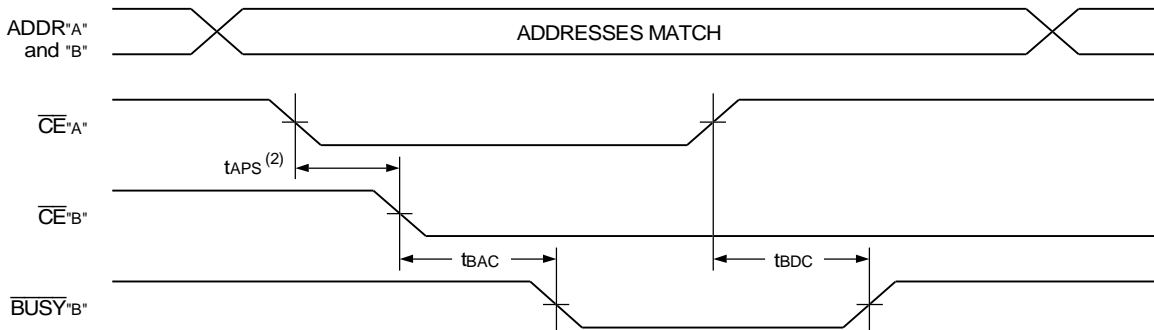 ADDR"A"
and "B"
ADDRESSES MATCH
CE"A"
tAPS (2)
CE"B"
tBAC
tBDC
BUSY"B"